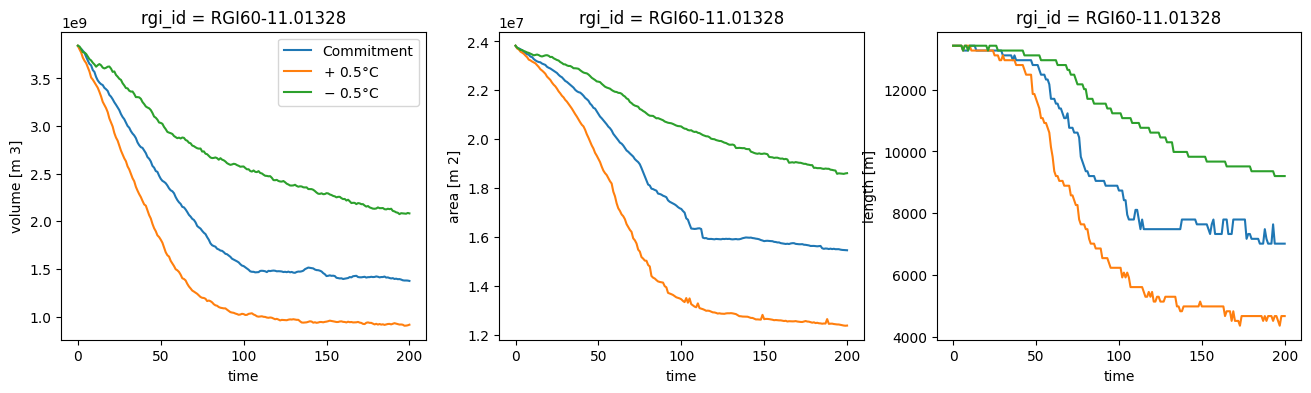 rgi_id = RGI60-11.01328
1e9
volume [m 3]
3.5
3.0
2.5
2.0
1.5
1.0
0
50
100
150
200
time
Commitment
+ 0.5°C
− 0.5°C
rgi_id = RGI60-11.01328
1e7
area [m 2]
2.4
2.2
2.0
1.8
1.6
1.4
1.2
0
50
100
150
200
time
rgi_id = RGI60-11.01328
length [m]
12000
10000
8000
6000
4000
0
50
100
150
200
time